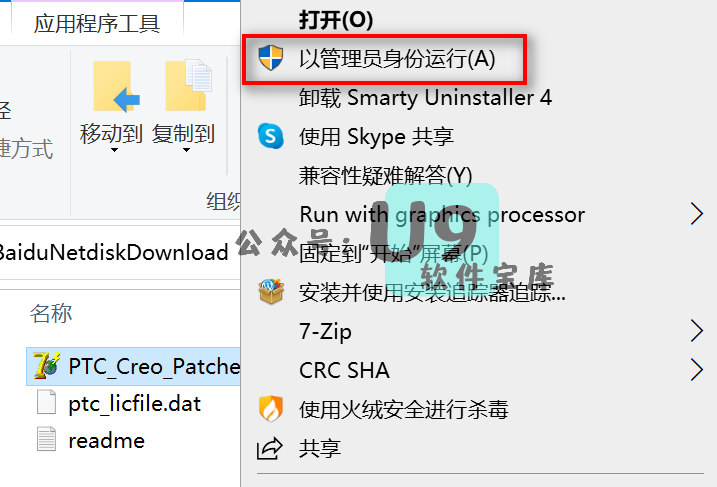 应用程序工具
移动到
复制到
径
捷方式
组织
BaiduNetdiskDownload
名称
PTC_Creo_Patche
ptc_licfile.dat
readme
打开(O)
以管理员身份运行(A)
卸载 Smarty Uninstaller 4
使用 Skype 共享
兼容性疑难解答(Y)
Run with graphics processor
固定到“开始”屏幕(P)
安装并使用安装追踪器追踪...
7-Zip
CRC SHA
使用火绒安全进行杀毒
共享
公众号:
U9
软件宝库